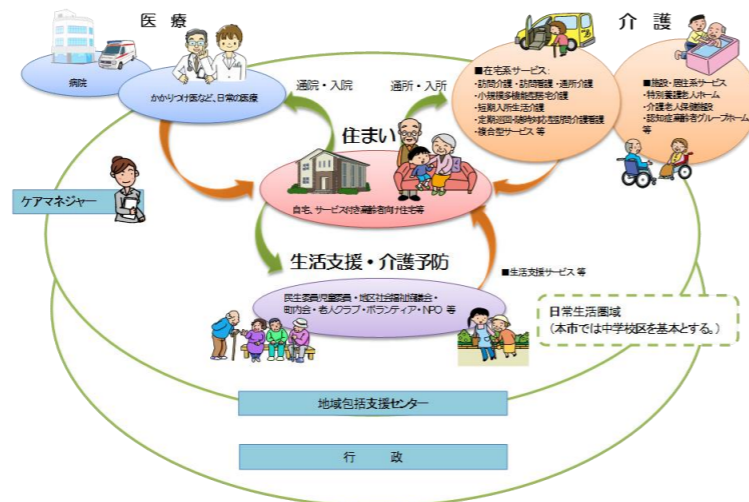 医 療
介 護
病院
かかりつけ医など、日常の医療
通院・入院
通所・入所
■在宅系サービス:
・訪問介護・訪問看護・通所介護
・小規模多機能型居宅介護
・短期入所生活介護
・定期巡回・随時対応型訪問介護看護
・複合型サービス 等
■施設・居住系サービス
・特別養護老人ホーム
・介護老人保健施設
・認知症高齢者グループホーム
等
住まい
自宅、サービス付き高齢者向け住宅等
ケアマネジャー
生活支援・介護予防
■生活支援サービス 等
民生委員児童委員・地区社会福祉協議会・
町内会・老人クラブ・ボランティア・NPO 等
日常生活圏域
(本市では中学校区を基本とする。)
地域包括支援センター
行 政